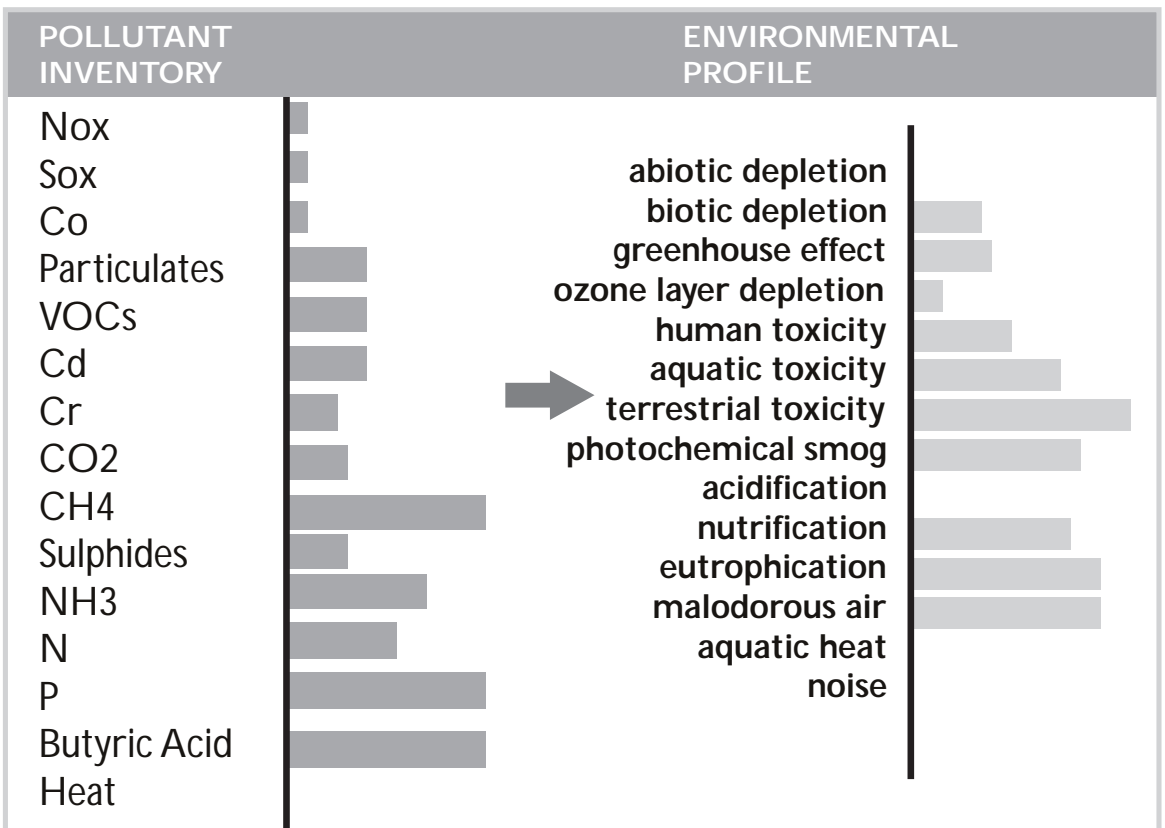 POLLUTANT
INVENTORY
Nox
Sox
Co
Particulates
VOCs
Cd
Cr
CO2
CH4
Sulphides
NH3
N
P
Butyric Acid
Heat
ENVIRONMENTAL
PROFILE
abiotic depletion
biotic depletion
greenhouse effect
ozone layer depletion
human toxicity
aquatic toxicity
terrestrial toxicity
photochemical smog
acidification
nutrification
eutrophication
malodorous air
aquatic heat
noise